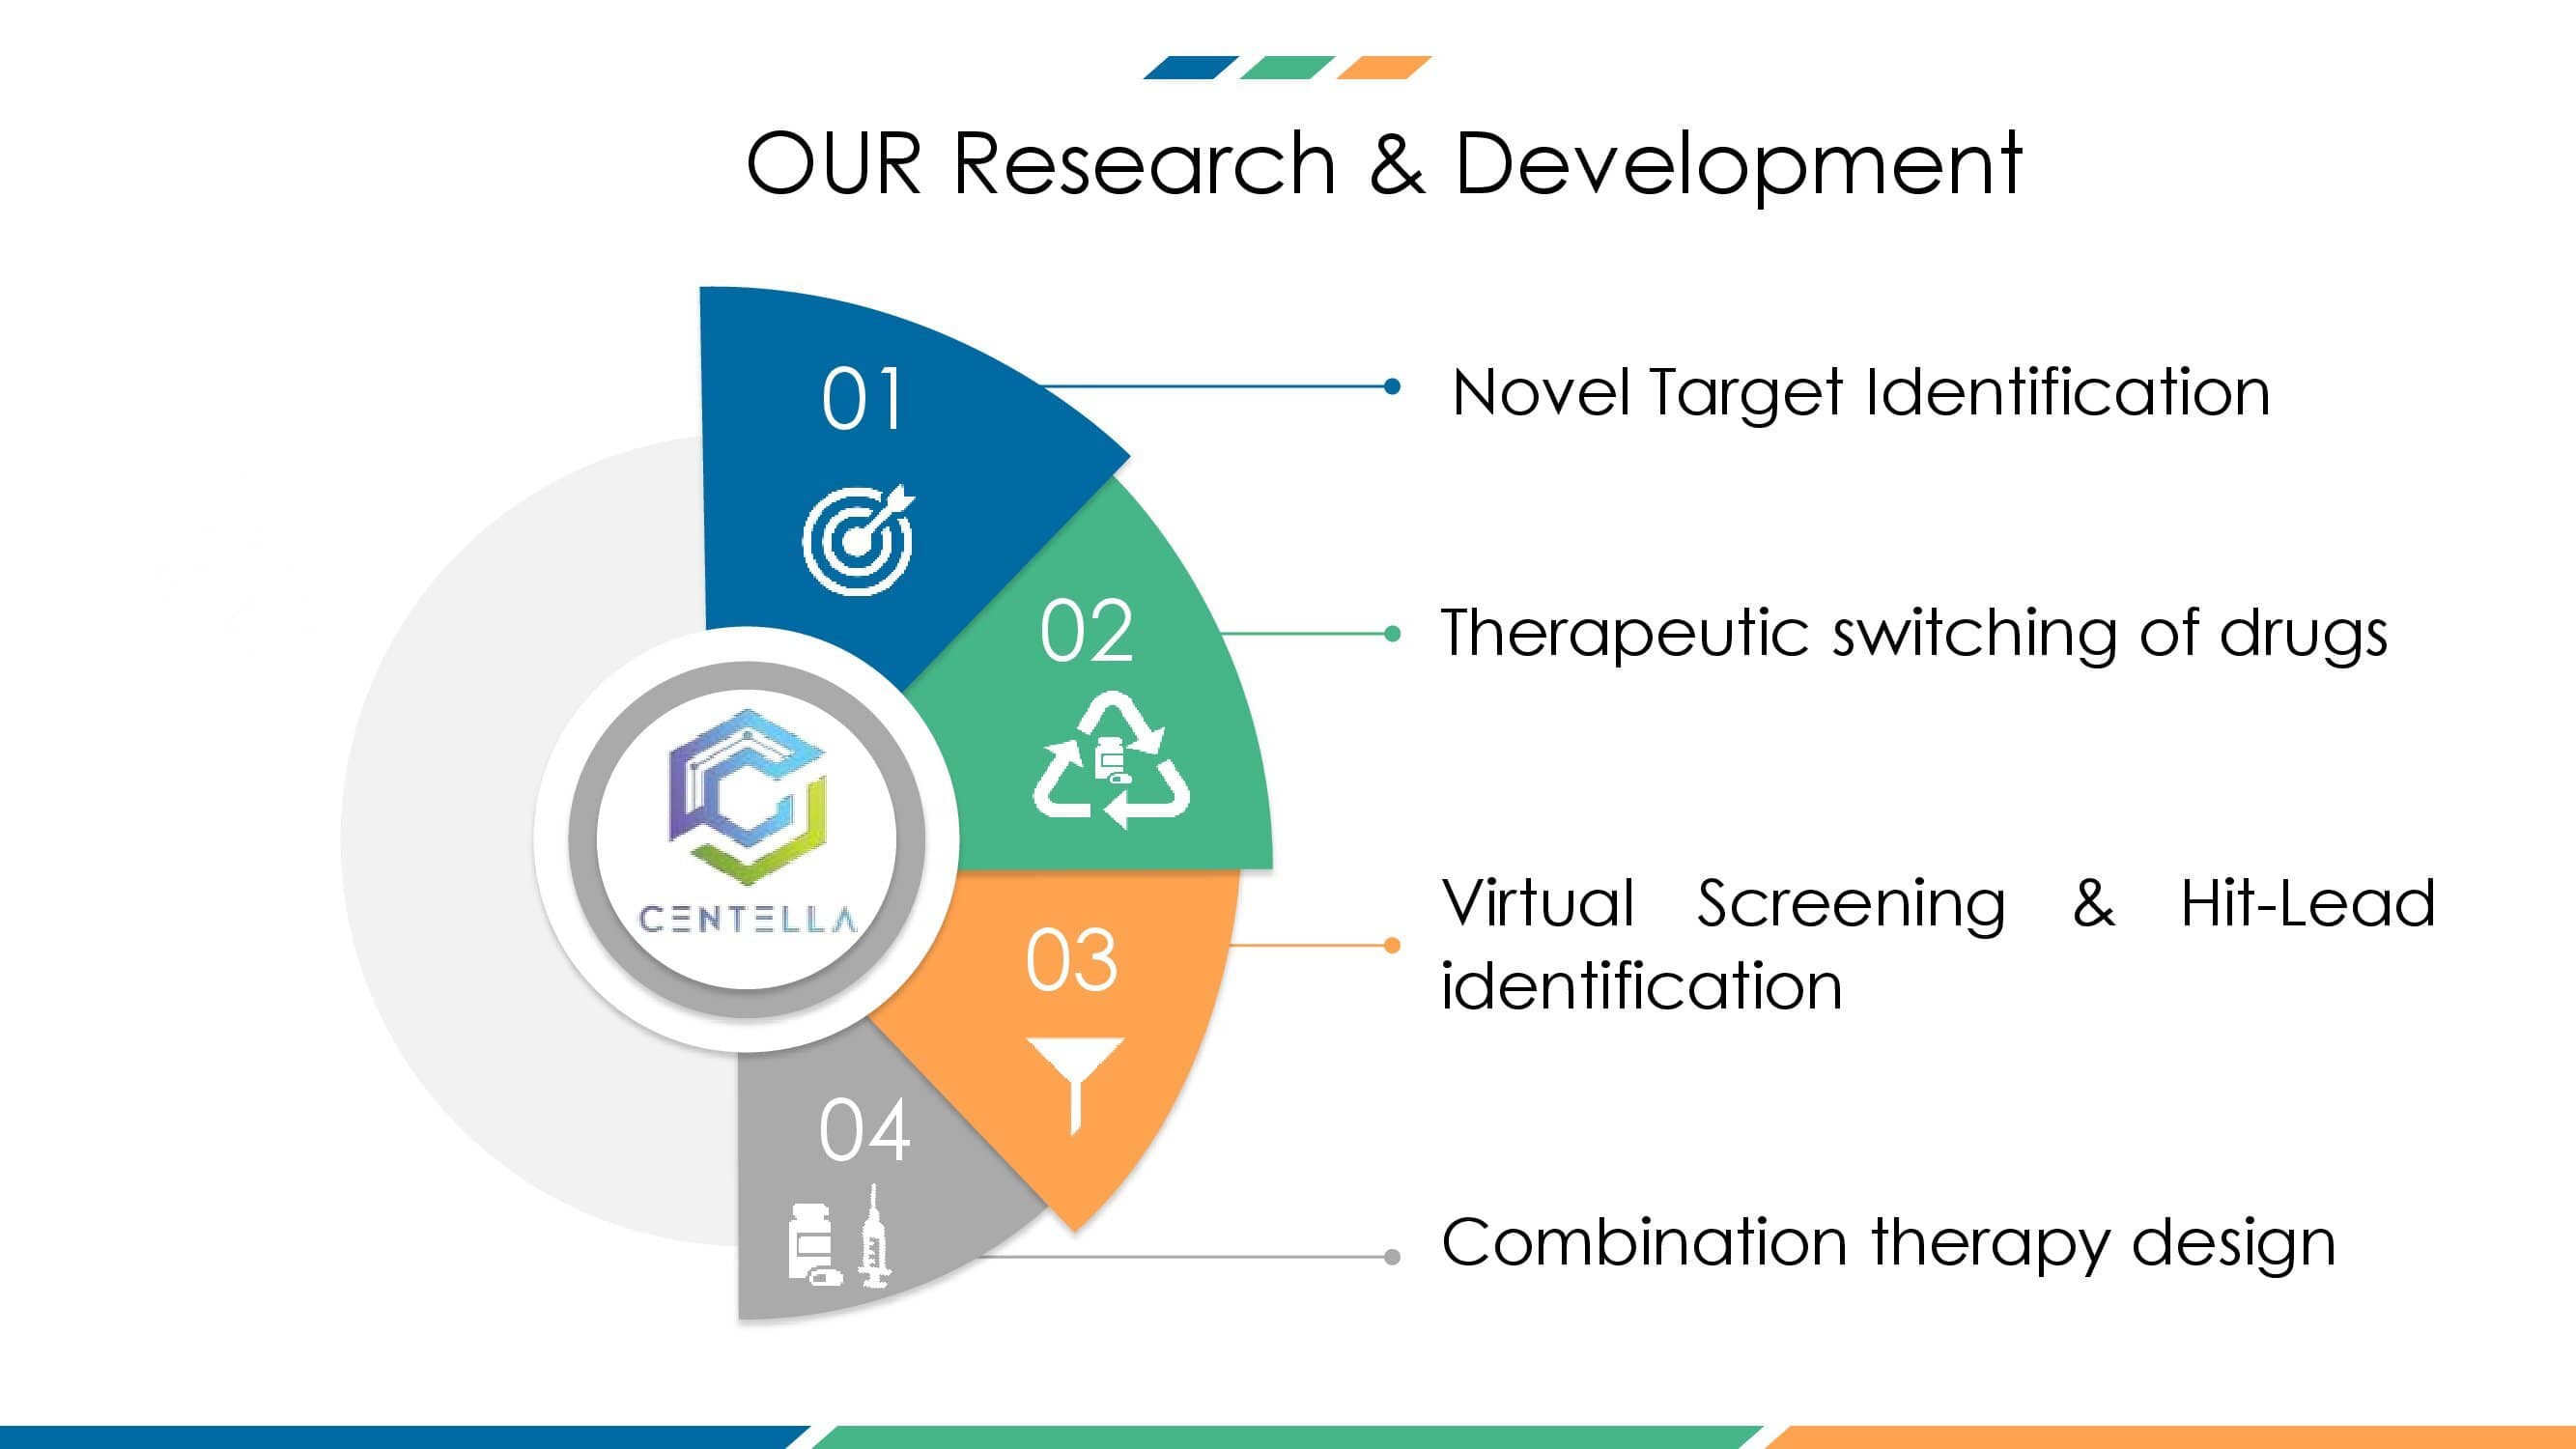 OUR Research & Development
01
Novel Target Identification
02
Therapeutic switching of drugs
CENTELLA
03
Virtual Screening & Hit-Lead
identification
04
Combination therapy design